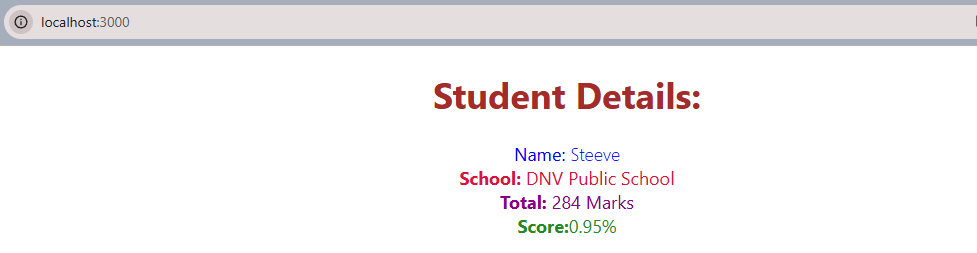 localhost:3000
Student Details:
Name: Steeve
School: DNV Public School
Total: 284 Marks
Score:0.95%